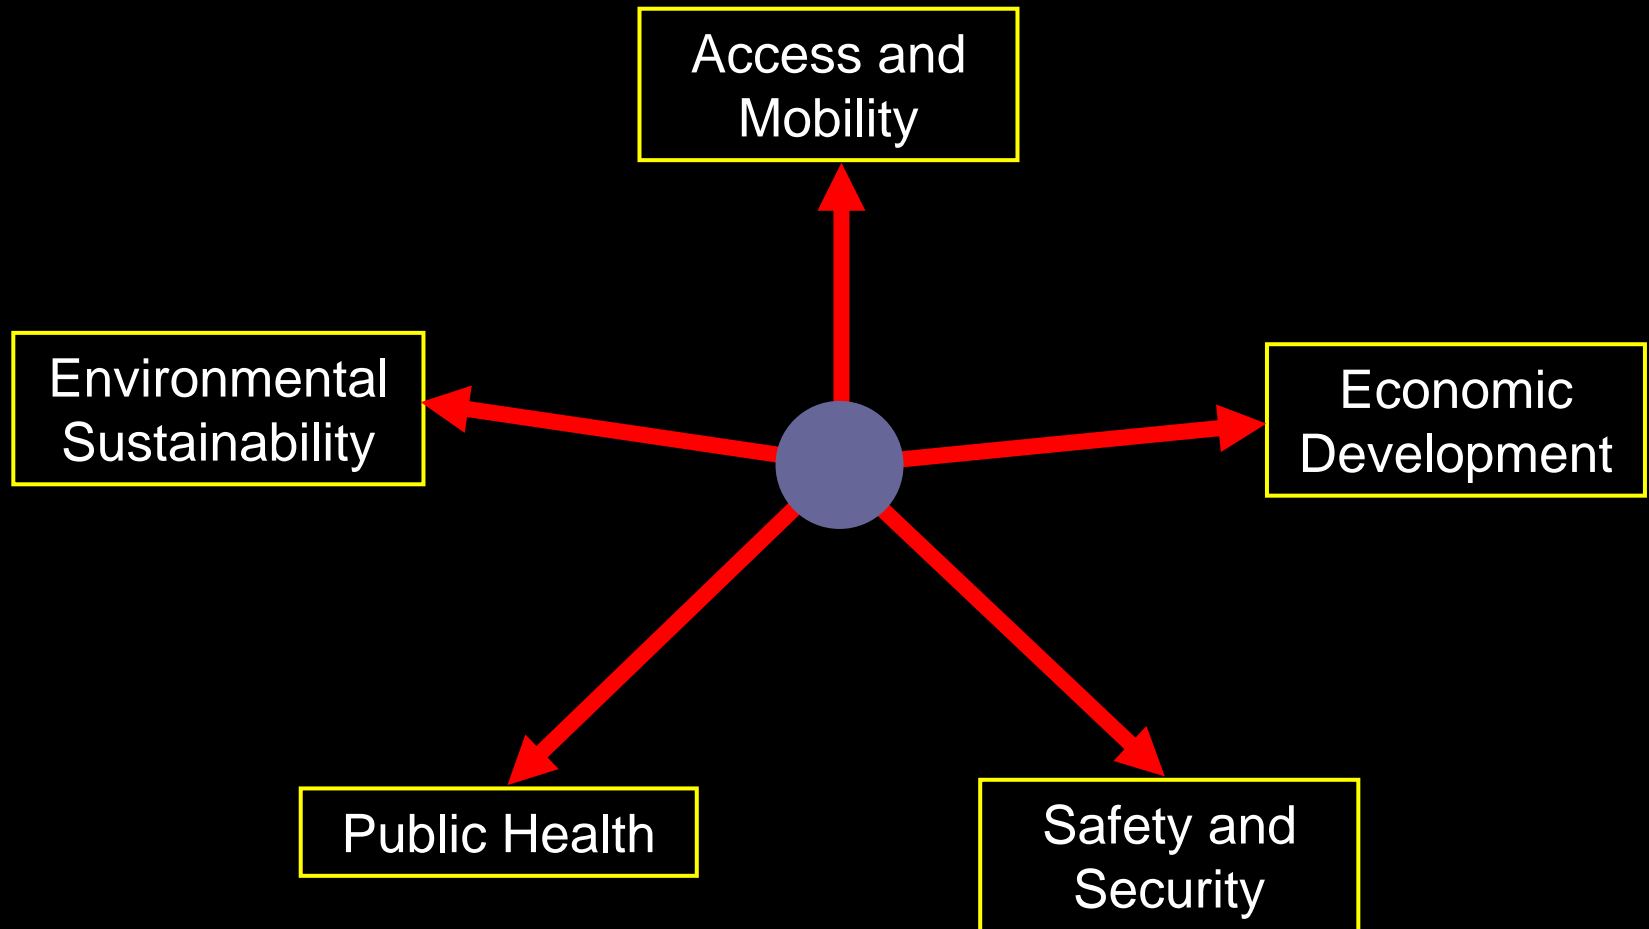 Access and
Mobility
Environmental
Sustainability
Economic
Development
Public Health
Safety and
Security